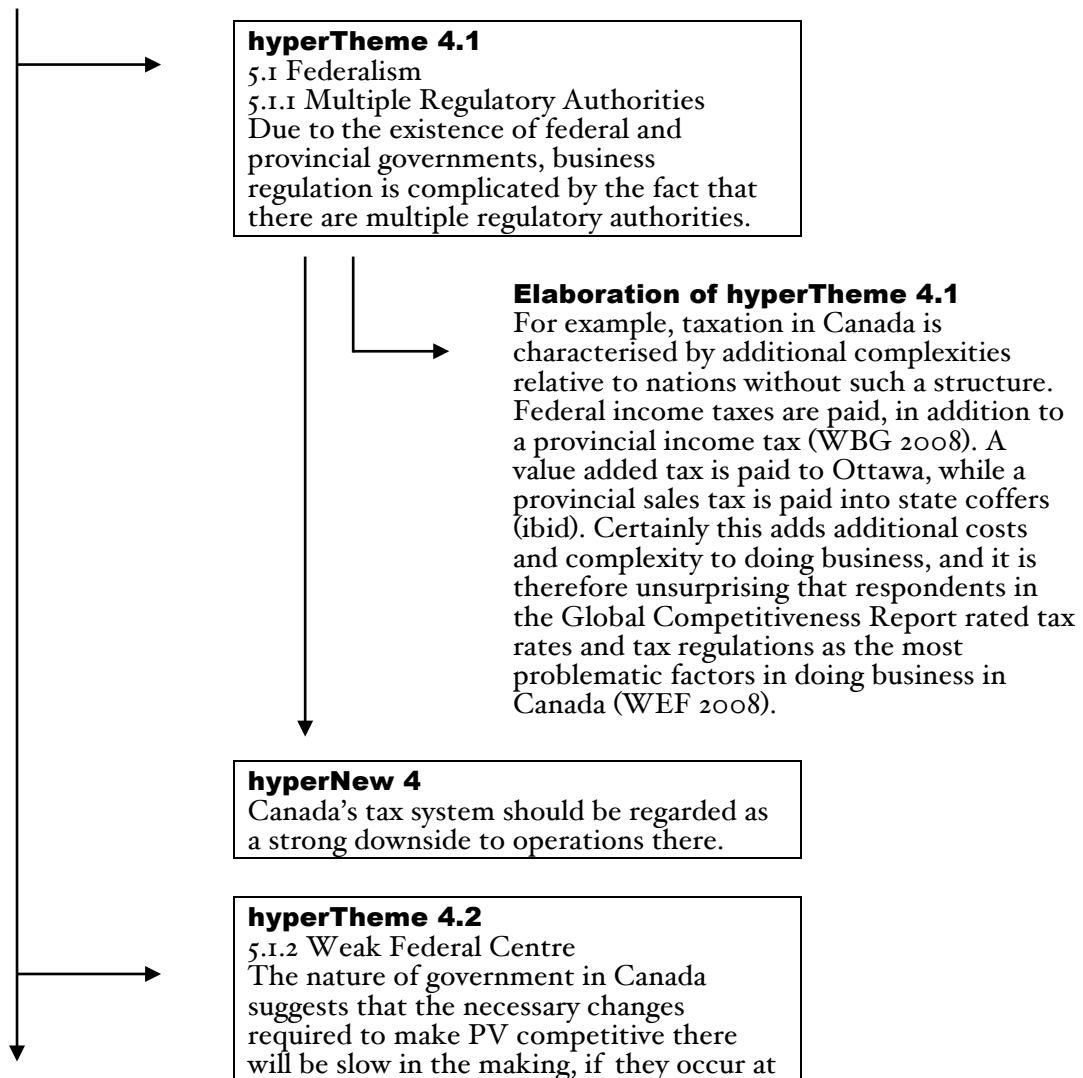 hyperTheme 4.1
5.1 Federalism
5.1.1 Multiple Regulatory Authorities
Due to the existence of federal and
provincial governments, business
regulation is complicated by the fact that
there are multiple regulatory authorities.
Elaboration of hyperTheme 4.1
For example, taxation in Canada is
characterised by additional complexities
relative to nations without such a structure.
Federal income taxes are paid, in addition to
a provincial income tax (WBG 2008). A
value added tax is paid to Ottawa, while a
provincial sales tax is paid into state coffers
(ibid). Certainly this adds additional costs
and complexity to doing business, and it is
therefore unsurprising that respondents in
the Global Competitiveness Report rated tax
rates and tax regulations as the most
problematic factors in doing business in
Canada (WEF 2008).
hyperNew 4
Canada's tax system should be regarded as
a strong downside to operations there.
hyperTheme 4.2
5.1.2 Weak Federal Centre
The nature of government in Canada
suggests that the necessary changes
required to make PV competitive there
will be slow in the making, if they occur at